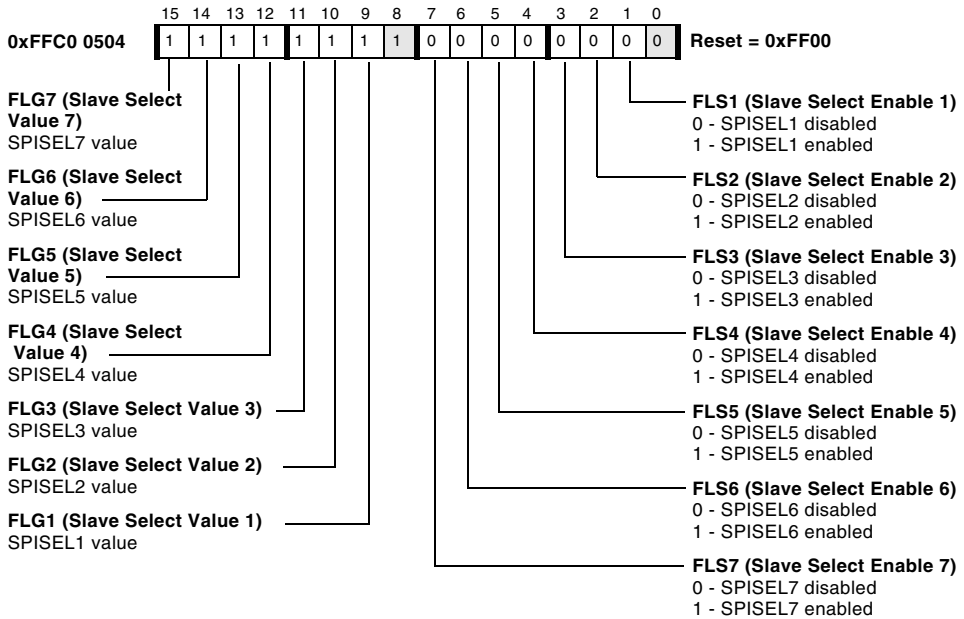 15 14 13 12 11 10 9 8 7 6 5 4 3 2 1 0
0xFFC0 0504 1 1 1 1 1 1 1 1 0 0 0 0 0 0 0 0 Reset = 0xFF00
FLG7 (Slave Select
Value 7)
SPISEL7 value
FLG6 (Slave Select
Value 6)
SPISEL6 value
FLG5 (Slave Select
Value 5)
SPISEL5 value
FLG4 (Slave Select
Value 4)
SPISEL4 value
FLG3 (Slave Select Value 3)
SPISEL3 value
FLG2 (Slave Select Value 2)
SPISEL2 value
FLG1 (Slave Select Value 1)
SPISEL1 value
FLS1 (Slave Select Enable 1)
0 - SPISEL1 disabled
1 - SPISEL1 enabled
FLS2 (Slave Select Enable 2)
0 - SPISEL2 disabled
1 - SPISEL2 enabled
FLS3 (Slave Select Enable 3)
0 - SPISEL3 disabled
1 - SPISEL3 enabled
FLS4 (Slave Select Enable 4)
0 - SPISEL4 disabled
1 - SPISEL4 enabled
FLS5 (Slave Select Enable 5)
0 - SPISEL5 disabled
1 - SPISEL5 enabled
FLS6 (Slave Select Enable 6)
0 - SPISEL6 disabled
1 - SPISEL6 enabled
FLS7 (Slave Select Enable 7)
0 - SPISEL7 disabled
1 - SPISEL7 enabled